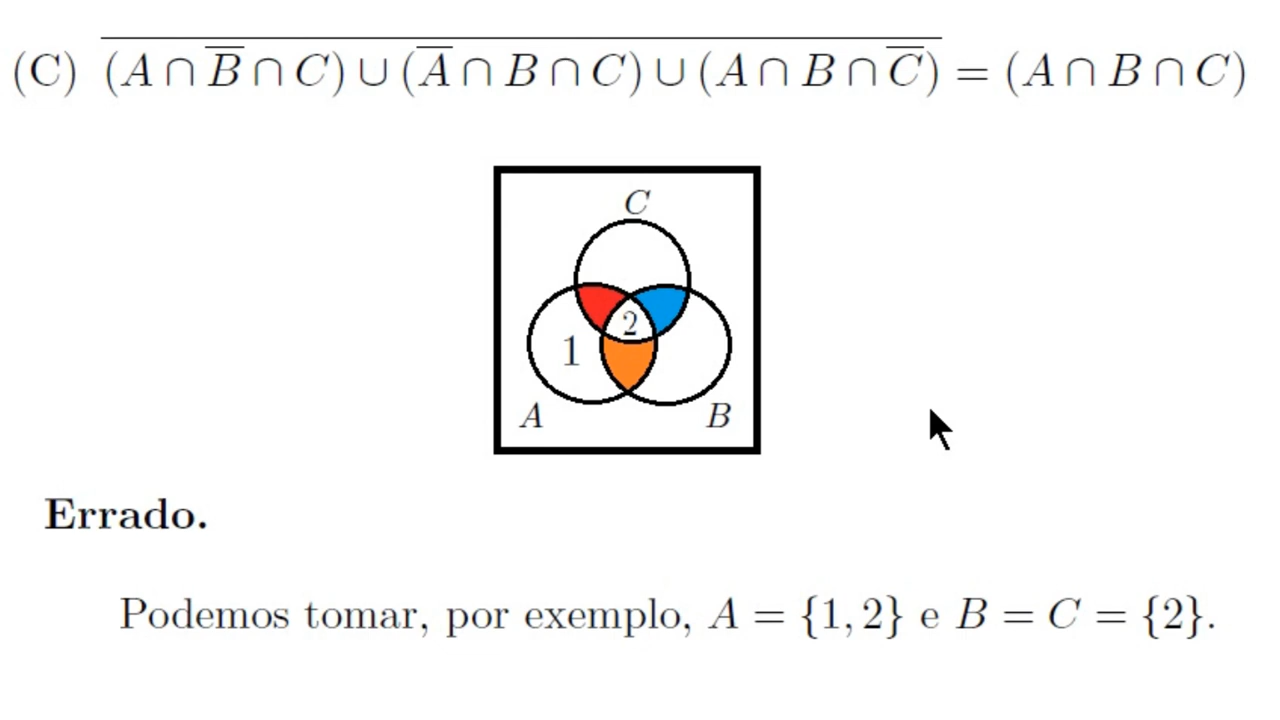 (C) $\overline{(A \cap \overline{B} \cap C) \cup (\overline{A} \cap B \cap C) \cup (A \cap B \cap \overline{C})} = (A \cap B \cap C)$
C
2
1
A B
Errado.
Podemos tomar, por exemplo, A = {1, 2} e B = C = {2}.